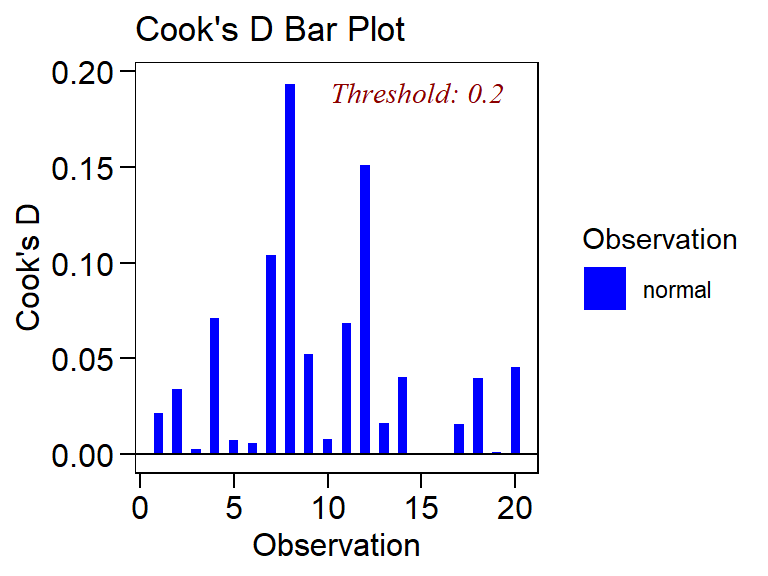 Cook's D Bar Plot
Threshold: 0.2
0.20
0.15
0.10
0.05
0.00
Cook's D
0 5 10 15 20
Observation
Observation
normal